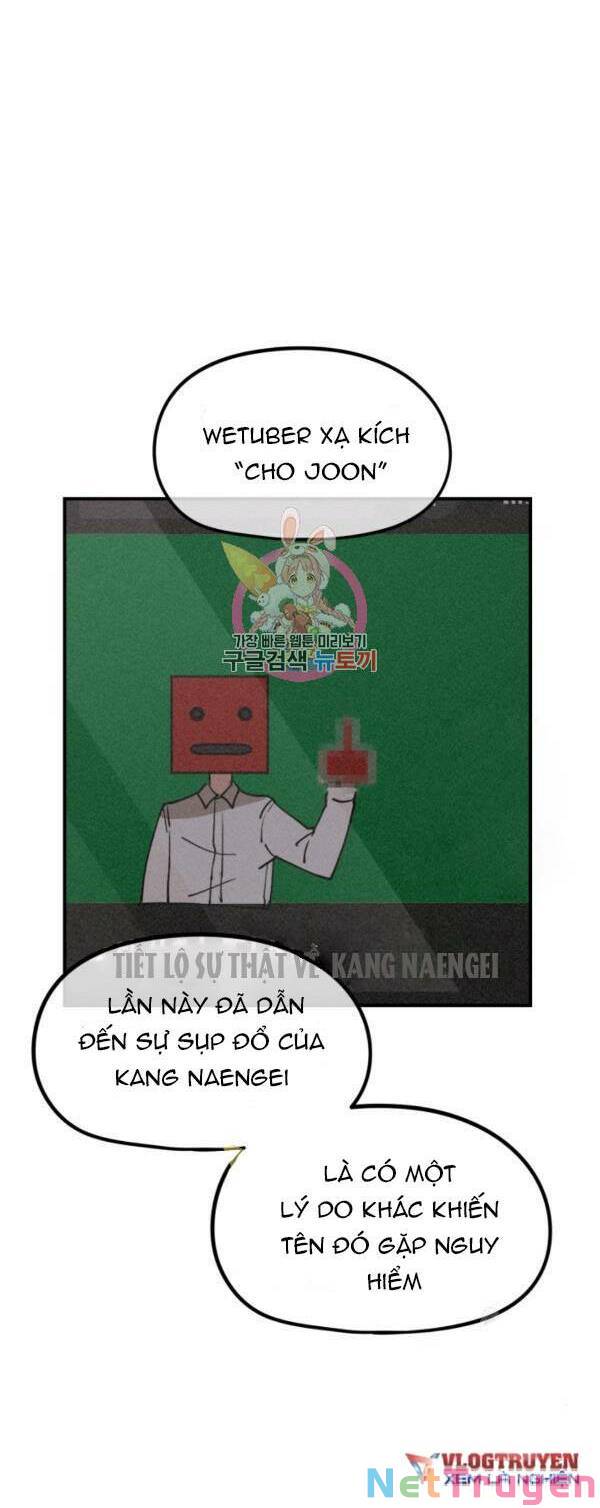 WETUBER XẠ KÍCH
“CHO JOON”
가장 빠른 웹툰 미리보기
구글검색 뉴토끼
TIẾT LỘ SỰ THẬT VỀ KANG NAENGEI
LẦN NÀY ĐÃ DẪN
ĐẾN SỰ SỤP ĐỔ CỦA
KANG NAENGEI
LÀ CÓ MỘT
LÝ DO KHÁC KHIẾN
TÊN ĐÓ GẶP NGUY
HIỂM
VLOGTRUYEN
XEM LÀ NGHIỆN
NetTruyen